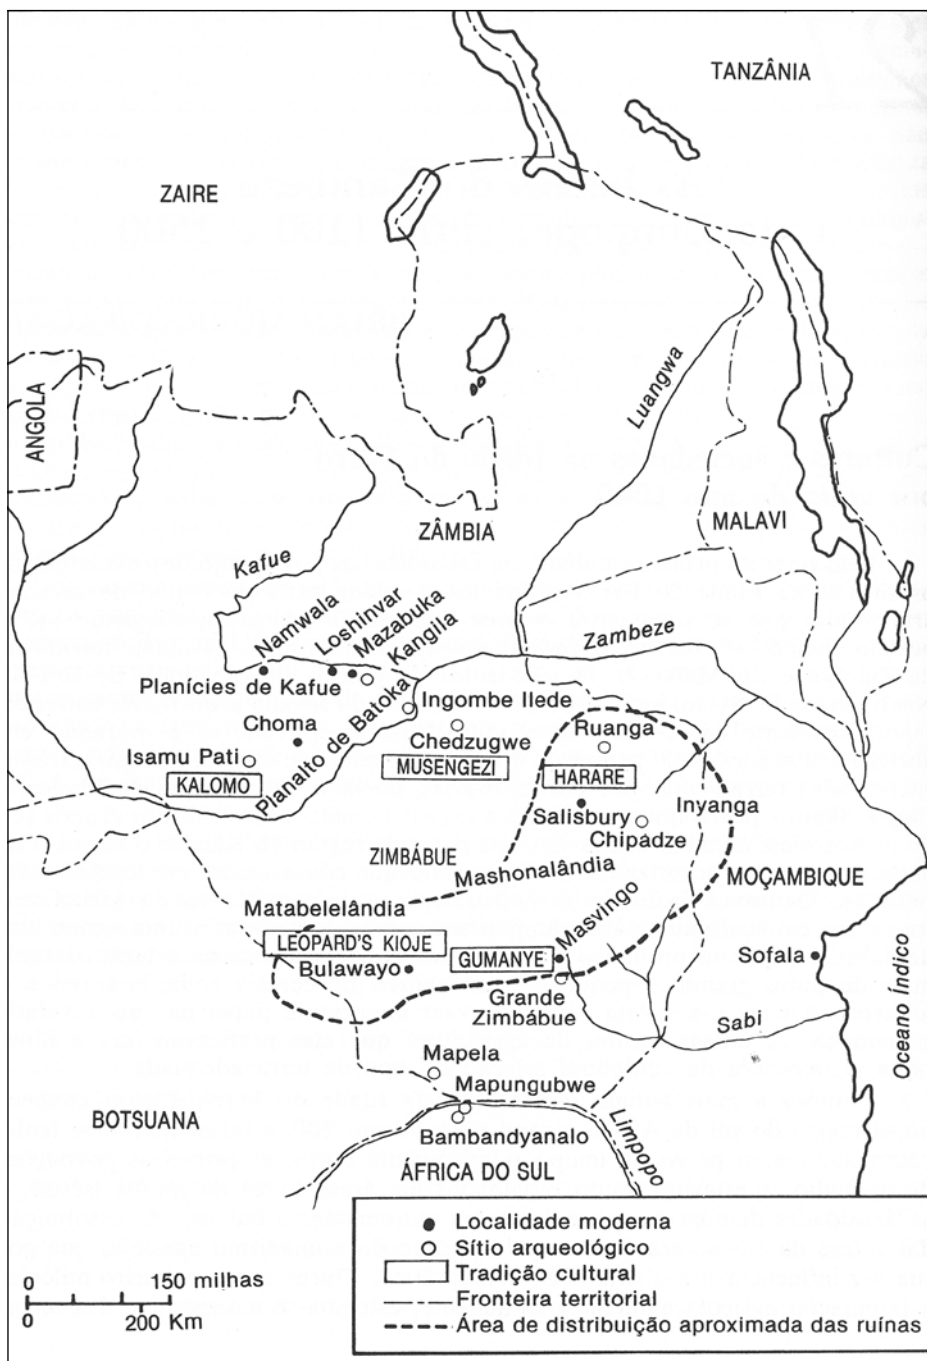 TANZÂNIA
ZAIRE
ANGOLA
Luangwa
ZÂMBIA
MALAVI
Kafue
Namwala
Loshinvar
Mazabuka
Kangila
Zambeze
Planícies de Kafue
Planalto de Batoka
Ingombe Ilede
Choma
Chedzugwe
Ruanga
Isamu Pati
MUSENGEZI
HARARE
KALOMO
Salisbury
Inyanga
Chipadze
ZIMBÁBUE
Mashonalândia
MOÇAMBIQUE
Matabelelândia
Masvingo
LEOPARD'S KIOJE
GUMANYE
Bulawayo
Sofala
Oceano Índico
Grande
Zimbábue
Sabi
Mapela
Mapungubwe
BOTSUANA
Bambandyanalo
Limpopo
ÁFRICA DO SUL
Localidade moderna
Sítio arqueológico
Tradição cultural
Fronteira territorial
Área de distribuição aproximada das ruínas
0 150 milhas
0 200 Km